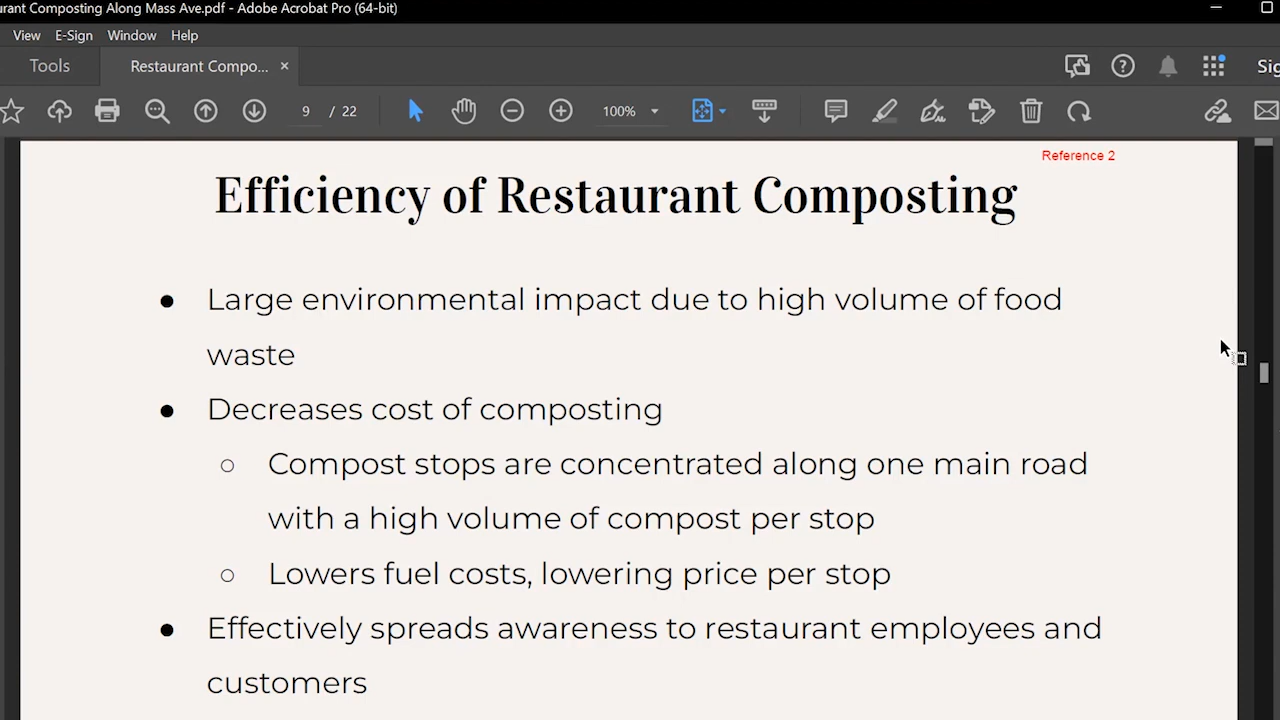 urant Composting Along Mass Ave.pdf - Adobe Acrobat Pro (64-bit)
View E-Sign Window Help
Tools Restaurant Compo... ×
9 / 22 100%
Reference 2
Efficiency of Restaurant Composting
● Large environmental impact due to high volume of food
waste
● Decreases cost of composting
○ Compost stops are concentrated along one main road
with a high volume of compost per stop
○ Lowers fuel costs, lowering price per stop
● Effectively spreads awareness to restaurant employees and
customers